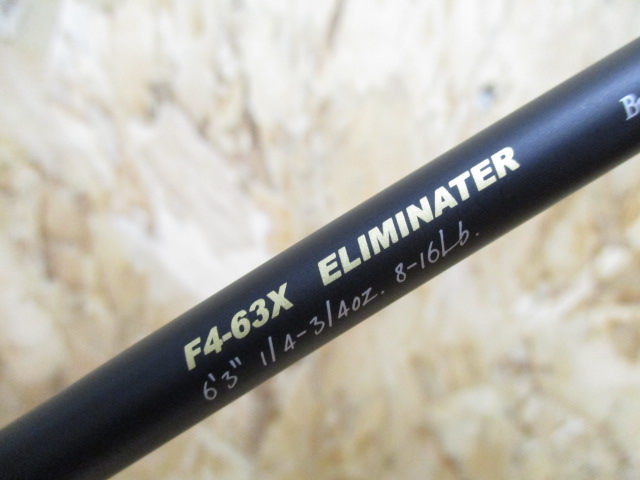 F4-63X ELIMINATER
6'3" 1/4-3/4oz. 8-16Lb.